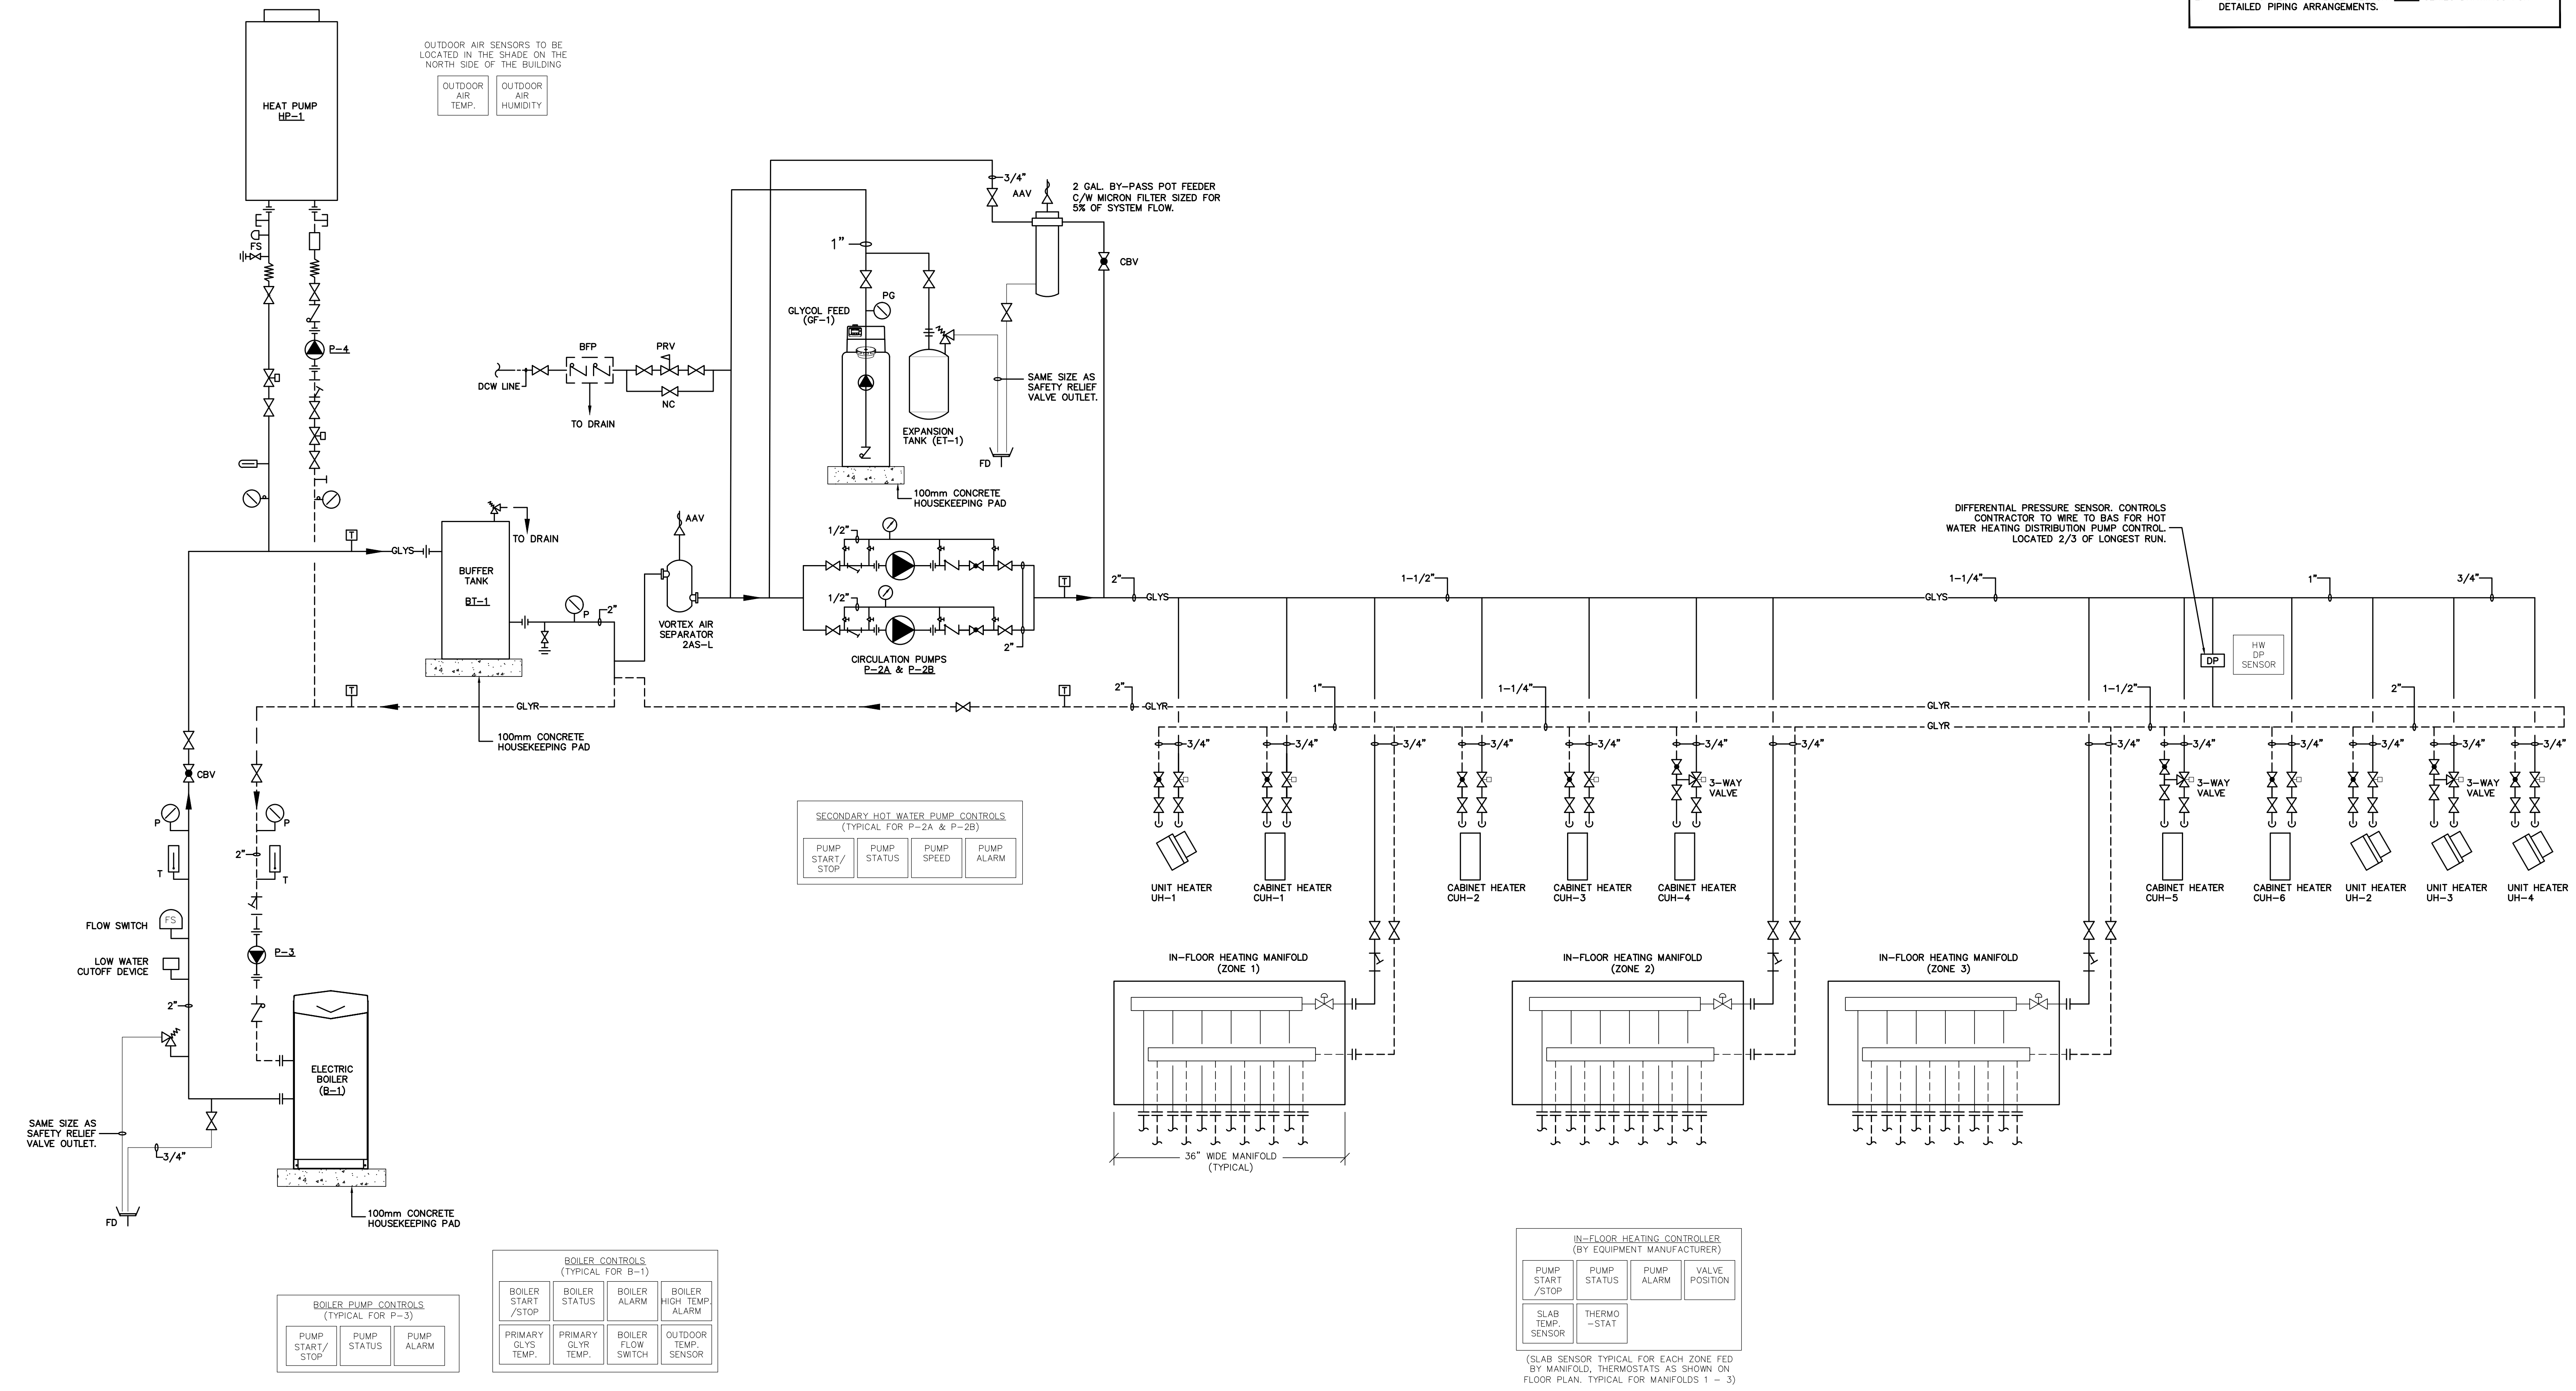 DETAILED PIPING ARRANGEMENTS.
OUTDOOR AIR SENSORS TO BE
LOCATED IN THE SHADE ON THE
NORTH SIDE OF THE BUILDING
OUTDOOR
AIR
TEMP.
OUTDOOR
AIR
HUMIDITY
HEAT PUMP
HP-1
FS
P-4
3/4"
AAV
2 GAL. BY-PASS POT FEEDER
C/W MICRON FILTER SIZED FOR
5% OF SYSTEM FLOW.
1"
CBV
PG
GLYCOL FEED
(GF-1)
BFP
PRV
DCW LINE
NC
TO DRAIN
SAME SIZE AS
SAFETY RELIEF
VALVE OUTLET.
EXPANSION
TANK (ET-1)
FD
100mm CONCRETE
HOUSEKEEPING PAD
TO DRAIN
GLYS
BUFFER
TANK
BT-1
P
2"
AAV
VORTEX AIR
SEPARATOR
2AS-L
1/2"
1/2"
2"
CIRCULATION PUMPS
P-2A & P-2B
T
T
T
T
GLYR
100mm CONCRETE
HOUSEKEEPING PAD
DIFFERENTIAL PRESSURE SENSOR. CONTROLS
CONTRACTOR TO WIRE TO BAS FOR HOT
WATER HEATING DISTRIBUTION PUMP CONTROL.
LOCATED 2/3 OF LONGEST RUN.
2"
1-1/2"
1-1/4"
1"
3/4"
GLYS
GLYS
DP
HW
DP
SENSOR
2"
1"
1-1/4"
1-1/2"
2"
GLYR
GLYR
GLYR
3/4"
3/4"
3/4"
3/4"
3/4"
3/4"
3/4"
3/4"
3/4"
3/4"
3/4"
3/4"
3/4"
3-WAY
VALVE
3-WAY
VALVE
3-WAY
VALVE
UNIT HEATER
UH-1
CABINET HEATER
CUH-1
CABINET HEATER
CUH-2
CABINET HEATER
CUH-3
CABINET HEATER
CUH-4
CABINET HEATER
CUH-5
CABINET HEATER
CUH-6
UNIT HEATER
UH-2
UNIT HEATER
UH-3
UNIT HEATER
UH-4
CBV
P
P
2"
T
T
FLOW SWITCH
FS
LOW WATER
CUTOFF DEVICE
P-3
2"
ELECTRIC
BOILER
(B-1)
SAME SIZE AS
SAFETY RELIEF
VALVE OUTLET.
3/4"
FD
100mm CONCRETE
HOUSEKEEPING PAD
SECONDARY HOT WATER PUMP CONTROLS
(TYPICAL FOR P-2A & P-2B)
PUMP
START/
STOP
PUMP
STATUS
PUMP
SPEED
PUMP
ALARM
IN-FLOOR HEATING MANIFOLD
(ZONE 1)
IN-FLOOR HEATING MANIFOLD
(ZONE 2)
IN-FLOOR HEATING MANIFOLD
(ZONE 3)
36" WIDE MANIFOLD
(TYPICAL)
BOILER PUMP CONTROLS
(TYPICAL FOR P-3)
PUMP
START/
STOP
PUMP
STATUS
PUMP
ALARM
BOILER CONTROLS
(TYPICAL FOR B-1)
BOILER
START
/STOP
BOILER
STATUS
BOILER
ALARM
BOILER
HIGH TEMP.
ALARM
PRIMARY
GLYS
TEMP.
PRIMARY
GLYR
TEMP.
BOILER
FLOW
SWITCH
OUTDOOR
TEMP.
SENSOR
IN-FLOOR HEATING CONTROLLER
(BY EQUIPMENT MANUFACTURER)
PUMP
START
/STOP
PUMP
STATUS
PUMP
ALARM
VALVE
POSITION
SLAB
TEMP.
SENSOR
THERMO
-STAT
(SLAB SENSOR TYPICAL FOR EACH ZONE FED
BY MANIFOLD, THERMOSTATS AS SHOWN ON
FLOOR PLAN. TYPICAL FOR MANIFOLDS 1 - 3)